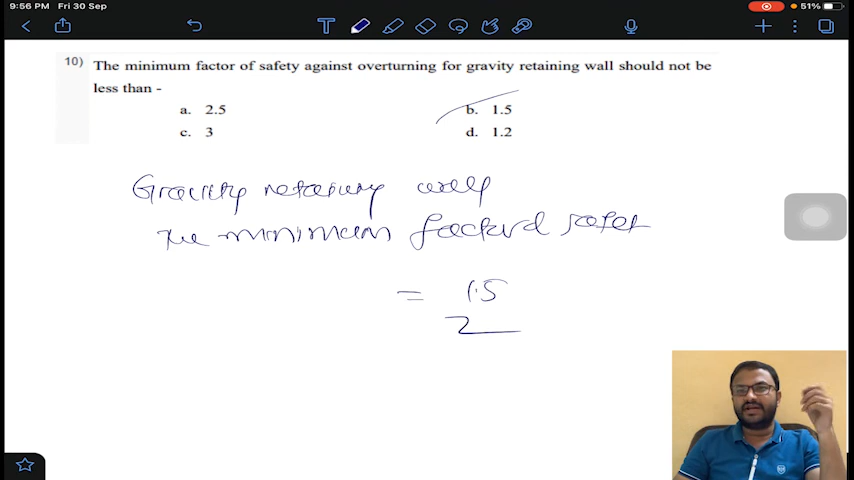 9:56 PM Fri 30 Sep
51%
10) The minimum factor of safety against overturning for gravity retaining wall should not be
less than -
a. 2.5
b. 1.5
c. 3
d. 1.2
Gravity retaining wall
The minimum factor of safety
= 1.5
2